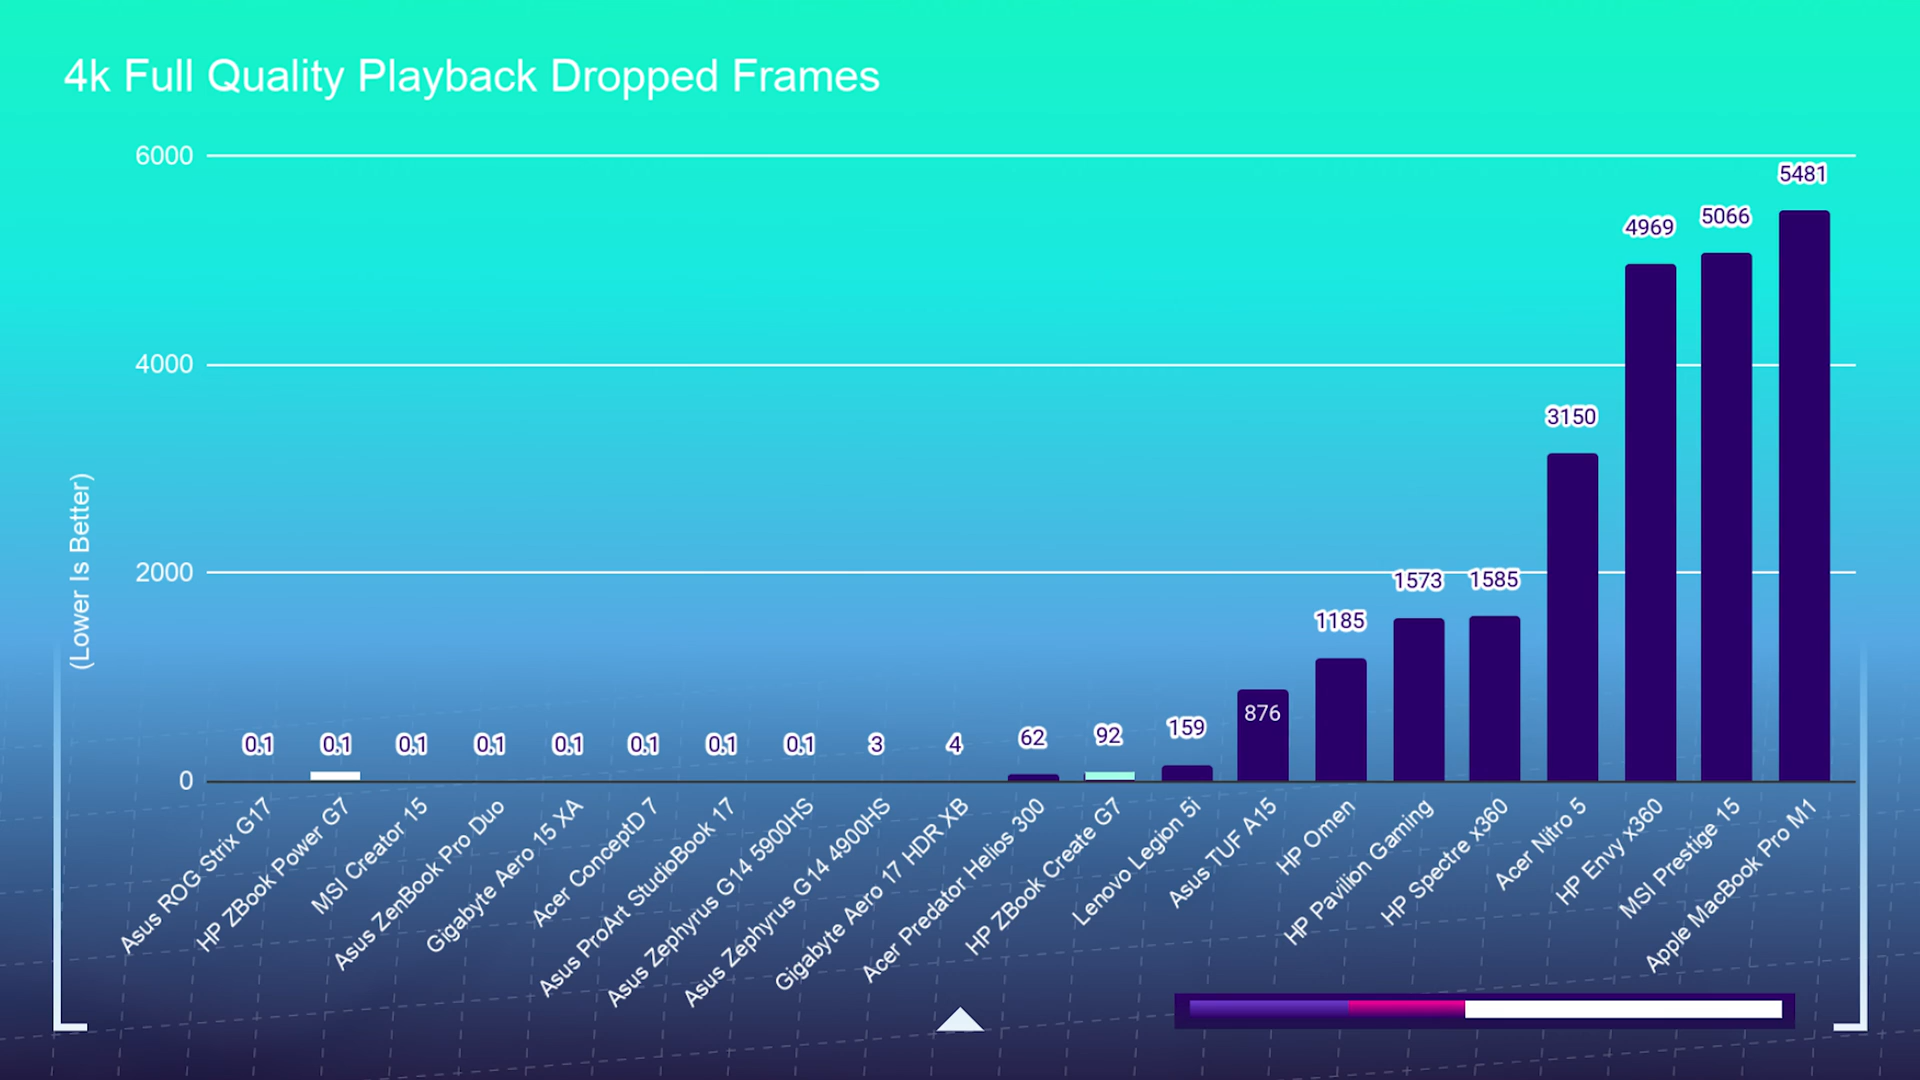 4k Full Quality Playback Dropped Frames
(Lower Is Better)
6000
4000
2000
0
0.1
0.1
0.1
0.1
0.1
0.1
0.1
0.1
3
4
62
92
159
876
1185
1573
1585
3150
4969
5066
5481
Asus ROG Strix G17
HP ZBook Power G7
MSI Creator 15
Asus ZenBook Pro Duo
Gigabyte Aero 15 XA
Acer ConceptD 7
Asus ProArt StudioBook 17
Asus Zephyrus G14 5900HS
Asus Zephyrus G14 4900HS
Gigabyte Aero 17 HDR XB
Acer Predator Helios 300
HP ZBook Create G7
Lenovo Legion 5i
Asus TUF A15
HP Omen
HP Pavilion Gaming
HP Spectre x360
Acer Nitro 5
HP Envy x360
MSI Prestige 15
Apple MacBook Pro M1